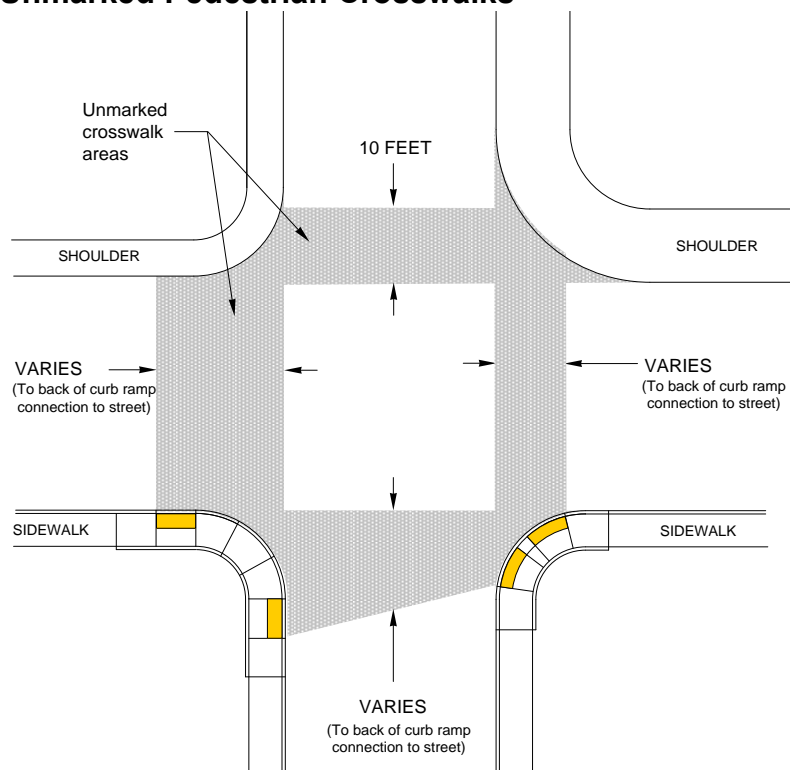 Unmarked Pedestrian Crosswalks
Unmarked
crosswalk
areas
10 FEET
SHOULDER
SHOULDER
VARIES
(To back of curb ramp
connection to street)
VARIES
(To back of curb ramp
connection to street)
SIDEWALK
SIDEWALK
VARIES
(To back of curb ramp
connection to street)